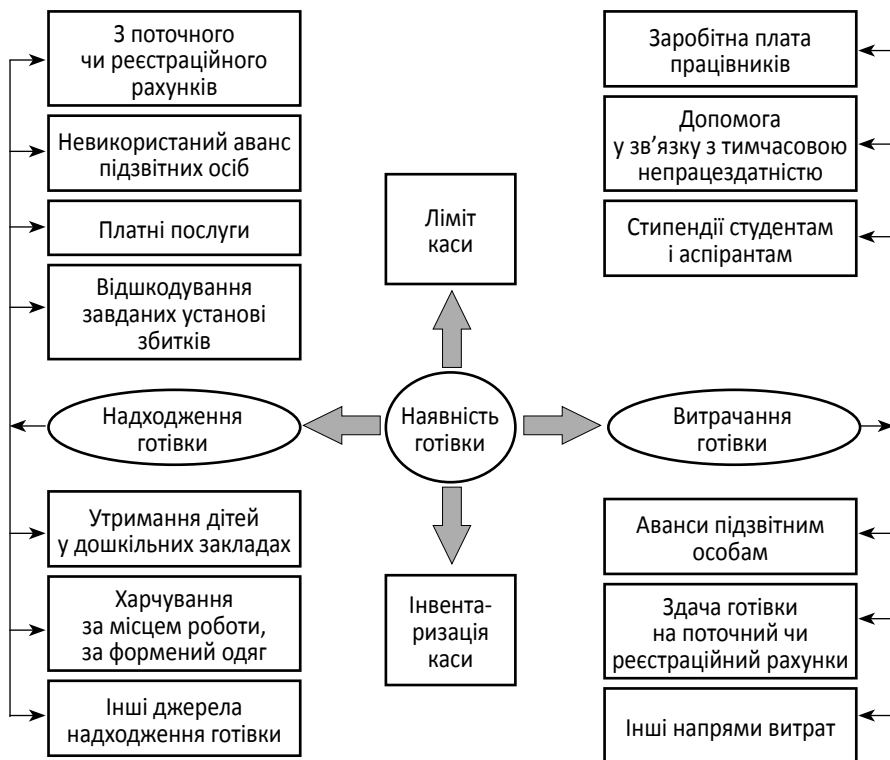 З поточного
чи реєстраційного
рахунків
Невикористаний аванс
підзвітних осіб
Платні послуги
Відшкодування
завданих установі
збитків
Надходження
готівки
Утримання дітей
у дошкільних закладах
Харчування
за місцем роботи,
за формений одяг
Інші джерела
надходження готівки
Ліміт
каси
Наявність
готівки
Інвента-
ризація
каси
Заробітна плата
працівників
Допомога
у зв’язку з тимчасовою
непрацездатністю
Стипендії студентам
і аспірантам
Витрачання
готівки
Аванси підзвітним
особам
Здача готівки
на поточний чи
реєстраційний рахунки
Інші напрями витрат